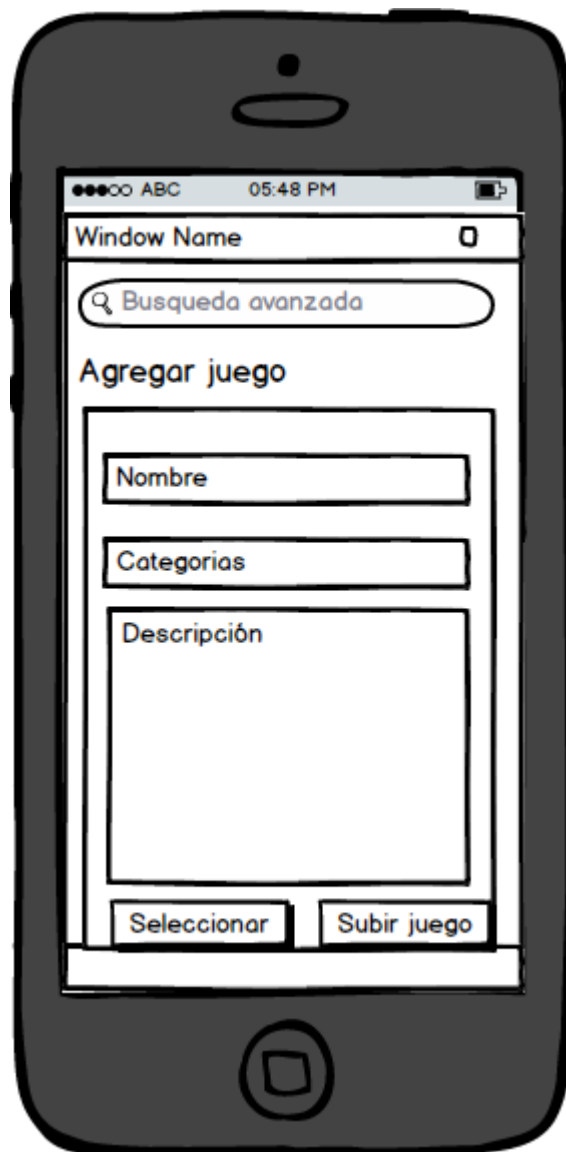 ABC 05:48 PM
Window Name
Busqueda avanzada
Agregar juego
Nombre
Categorias
Descripción
Seleccionar Subir juego